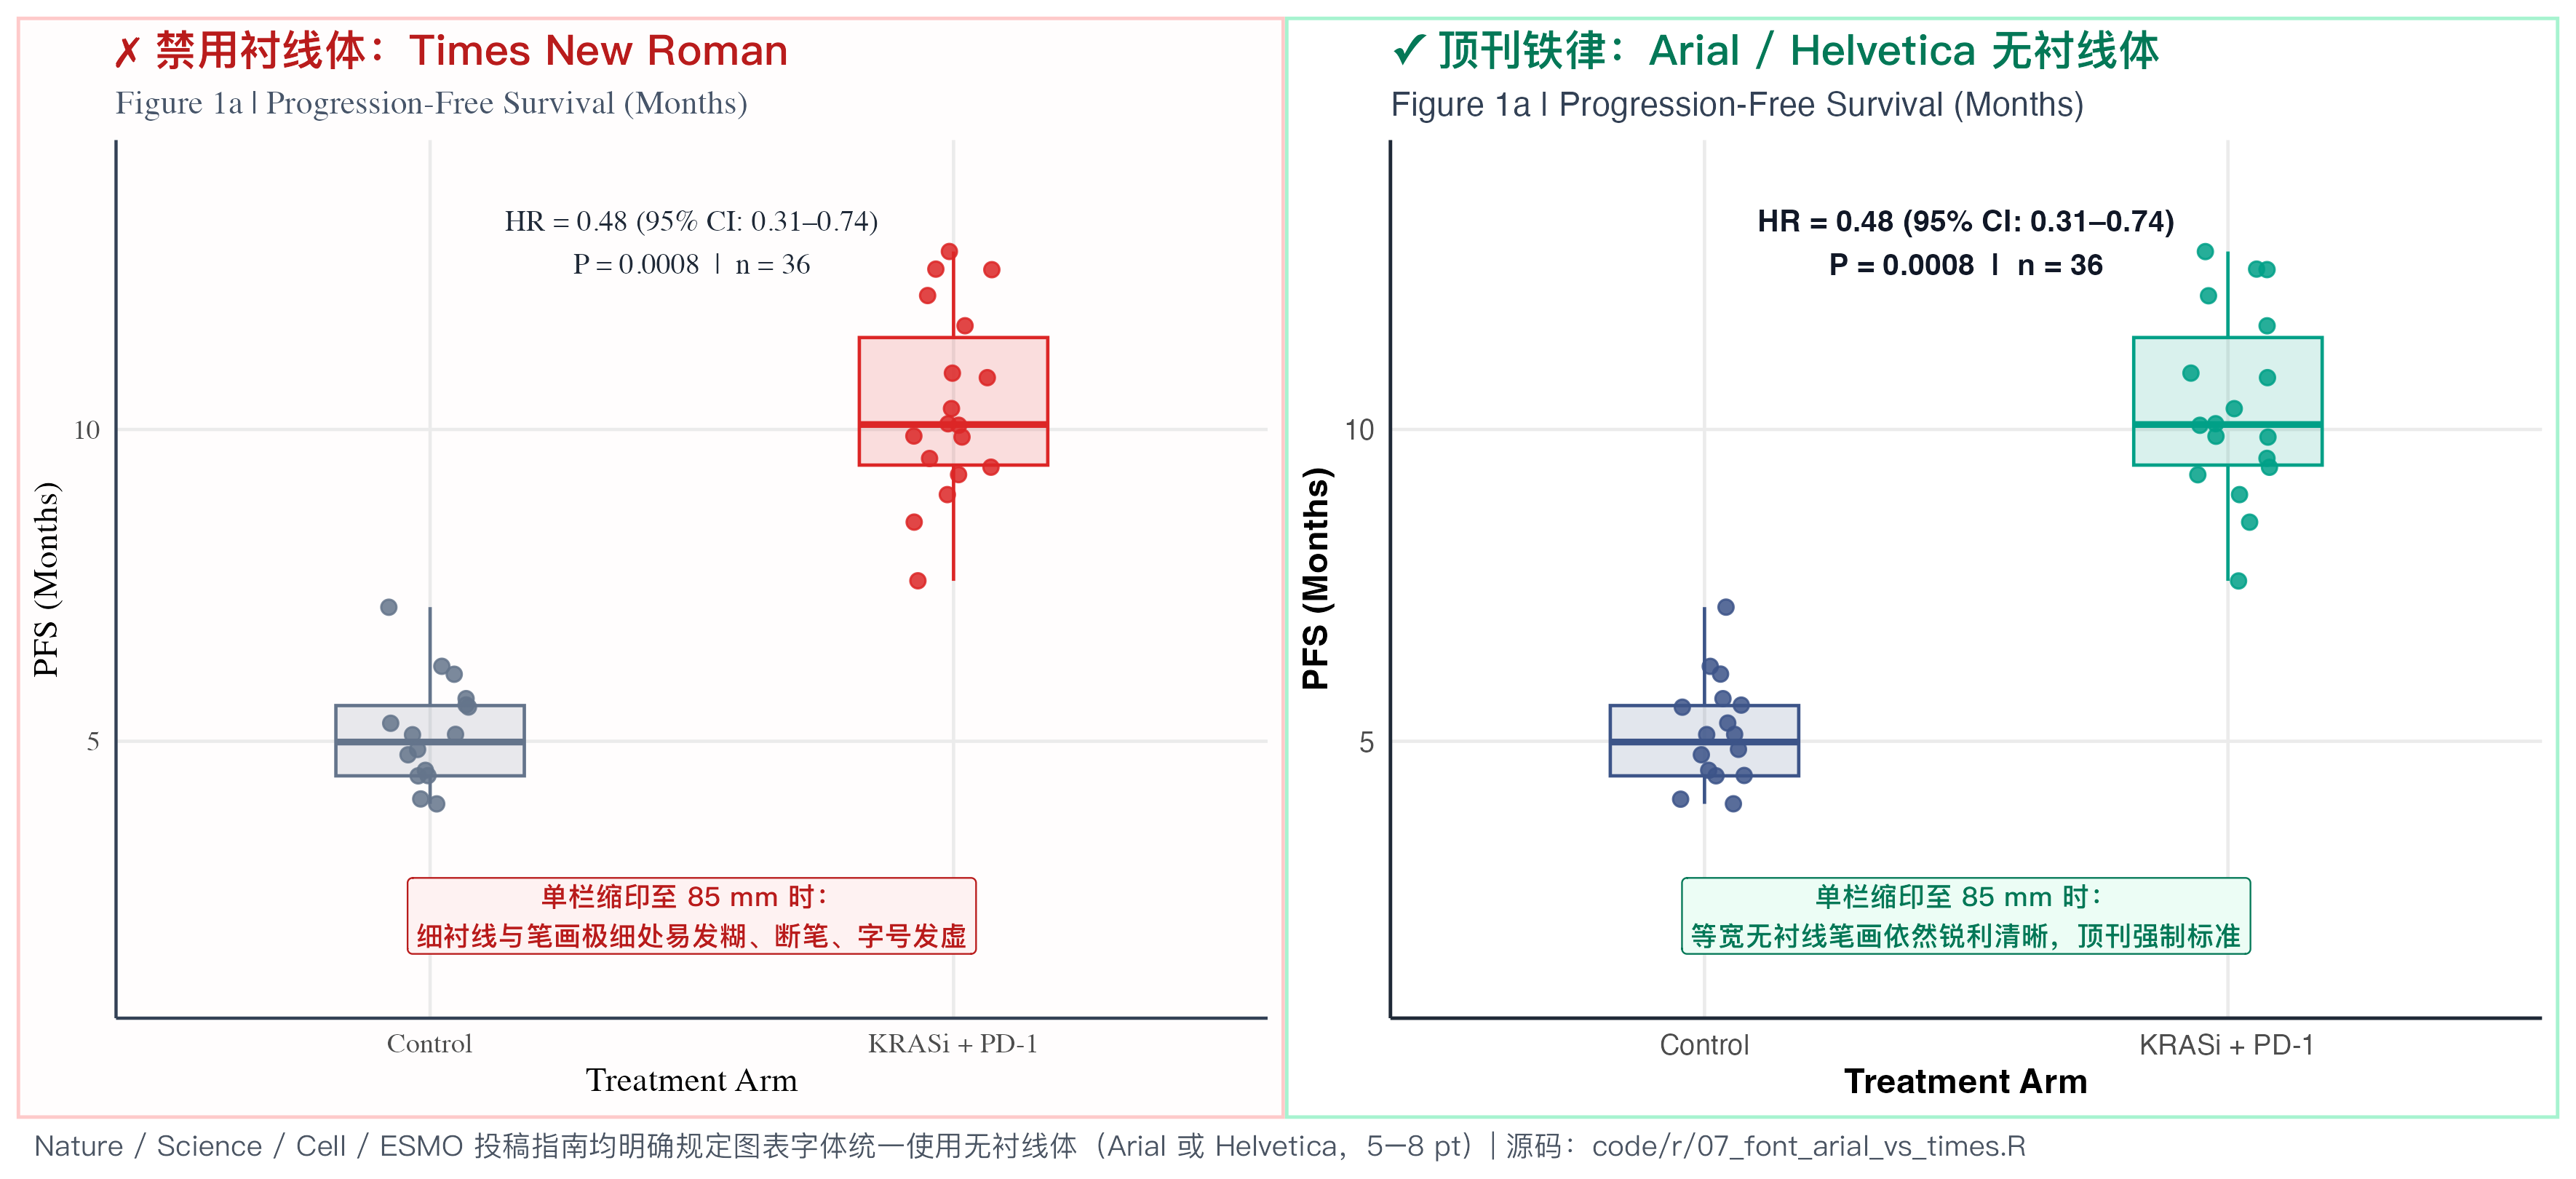 ✗ 禁用衬线体：Times New Roman
Figure 1a | Progression-Free Survival (Months)
HR = 0.48 (95% CI: 0.31–0.74)
P = 0.0008 | n = 36
10
5
PFS (Months)
单栏缩印至 85 mm 时：
细衬线与笔画极细处易发糊、断笔、字号发虚
Control
KRASi + PD-1
Treatment Arm
✓ 顶刊铁律：Arial / Helvetica 无衬线体
Figure 1a | Progression-Free Survival (Months)
HR = 0.48 (95% CI: 0.31–0.74)
P = 0.0008 | n = 36
10
5
PFS (Months)
单栏缩印至 85 mm 时：
等宽无衬线笔画依然锐利清晰，顶刊强制标准
Control
KRASi + PD-1
Treatment Arm
Nature / Science / Cell / ESMO 投稿指南均明确规定图表字体统一使用无衬线体（Arial 或 Helvetica，5–8 pt）| 源码：code/r/07_font_arial_vs_times.R